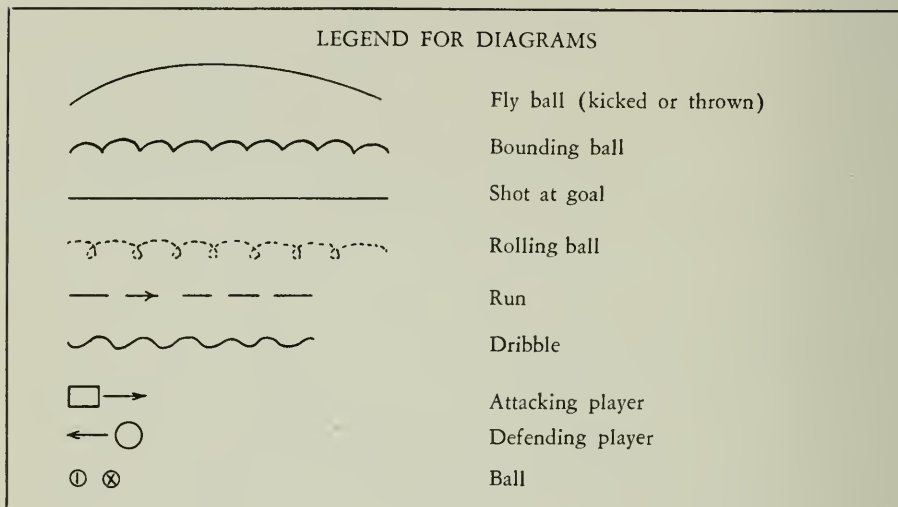 LEGEND FOR DIAGRAMS
Fly ball (kicked or thrown)
Bounding ball
Shot at goal
Rolling ball
Run
Dribble
Attacking player
Defending player
Ball